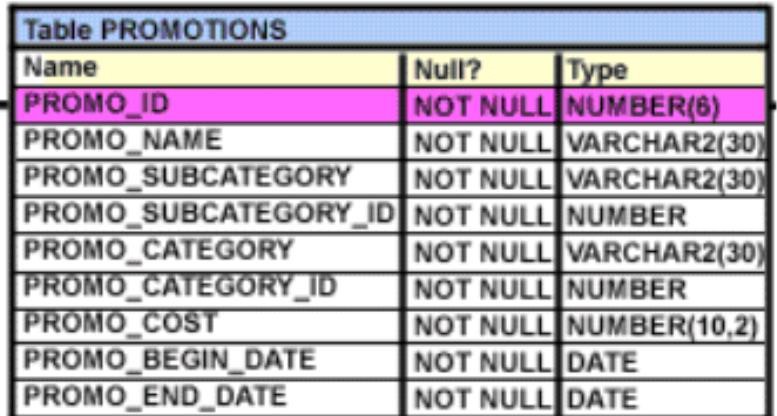 Table PROMOTIONS
Name Null? Type
PROMO_ID NOT NULL NUMBER(6)
PROMO_NAME NOT NULL VARCHAR2(30)
PROMO_SUBCATEGORY NOT NULL VARCHAR2(30)
PROMO_SUBCATEGORY_ID NOT NULL NUMBER
PROMO_CATEGORY NOT NULL VARCHAR2(30)
PROMO_CATEGORY_ID NOT NULL NUMBER
PROMO_COST NOT NULL NUMBER(10,2)
PROMO_BEGIN_DATE NOT NULL DATE
PROMO_END_DATE NOT NULL DATE